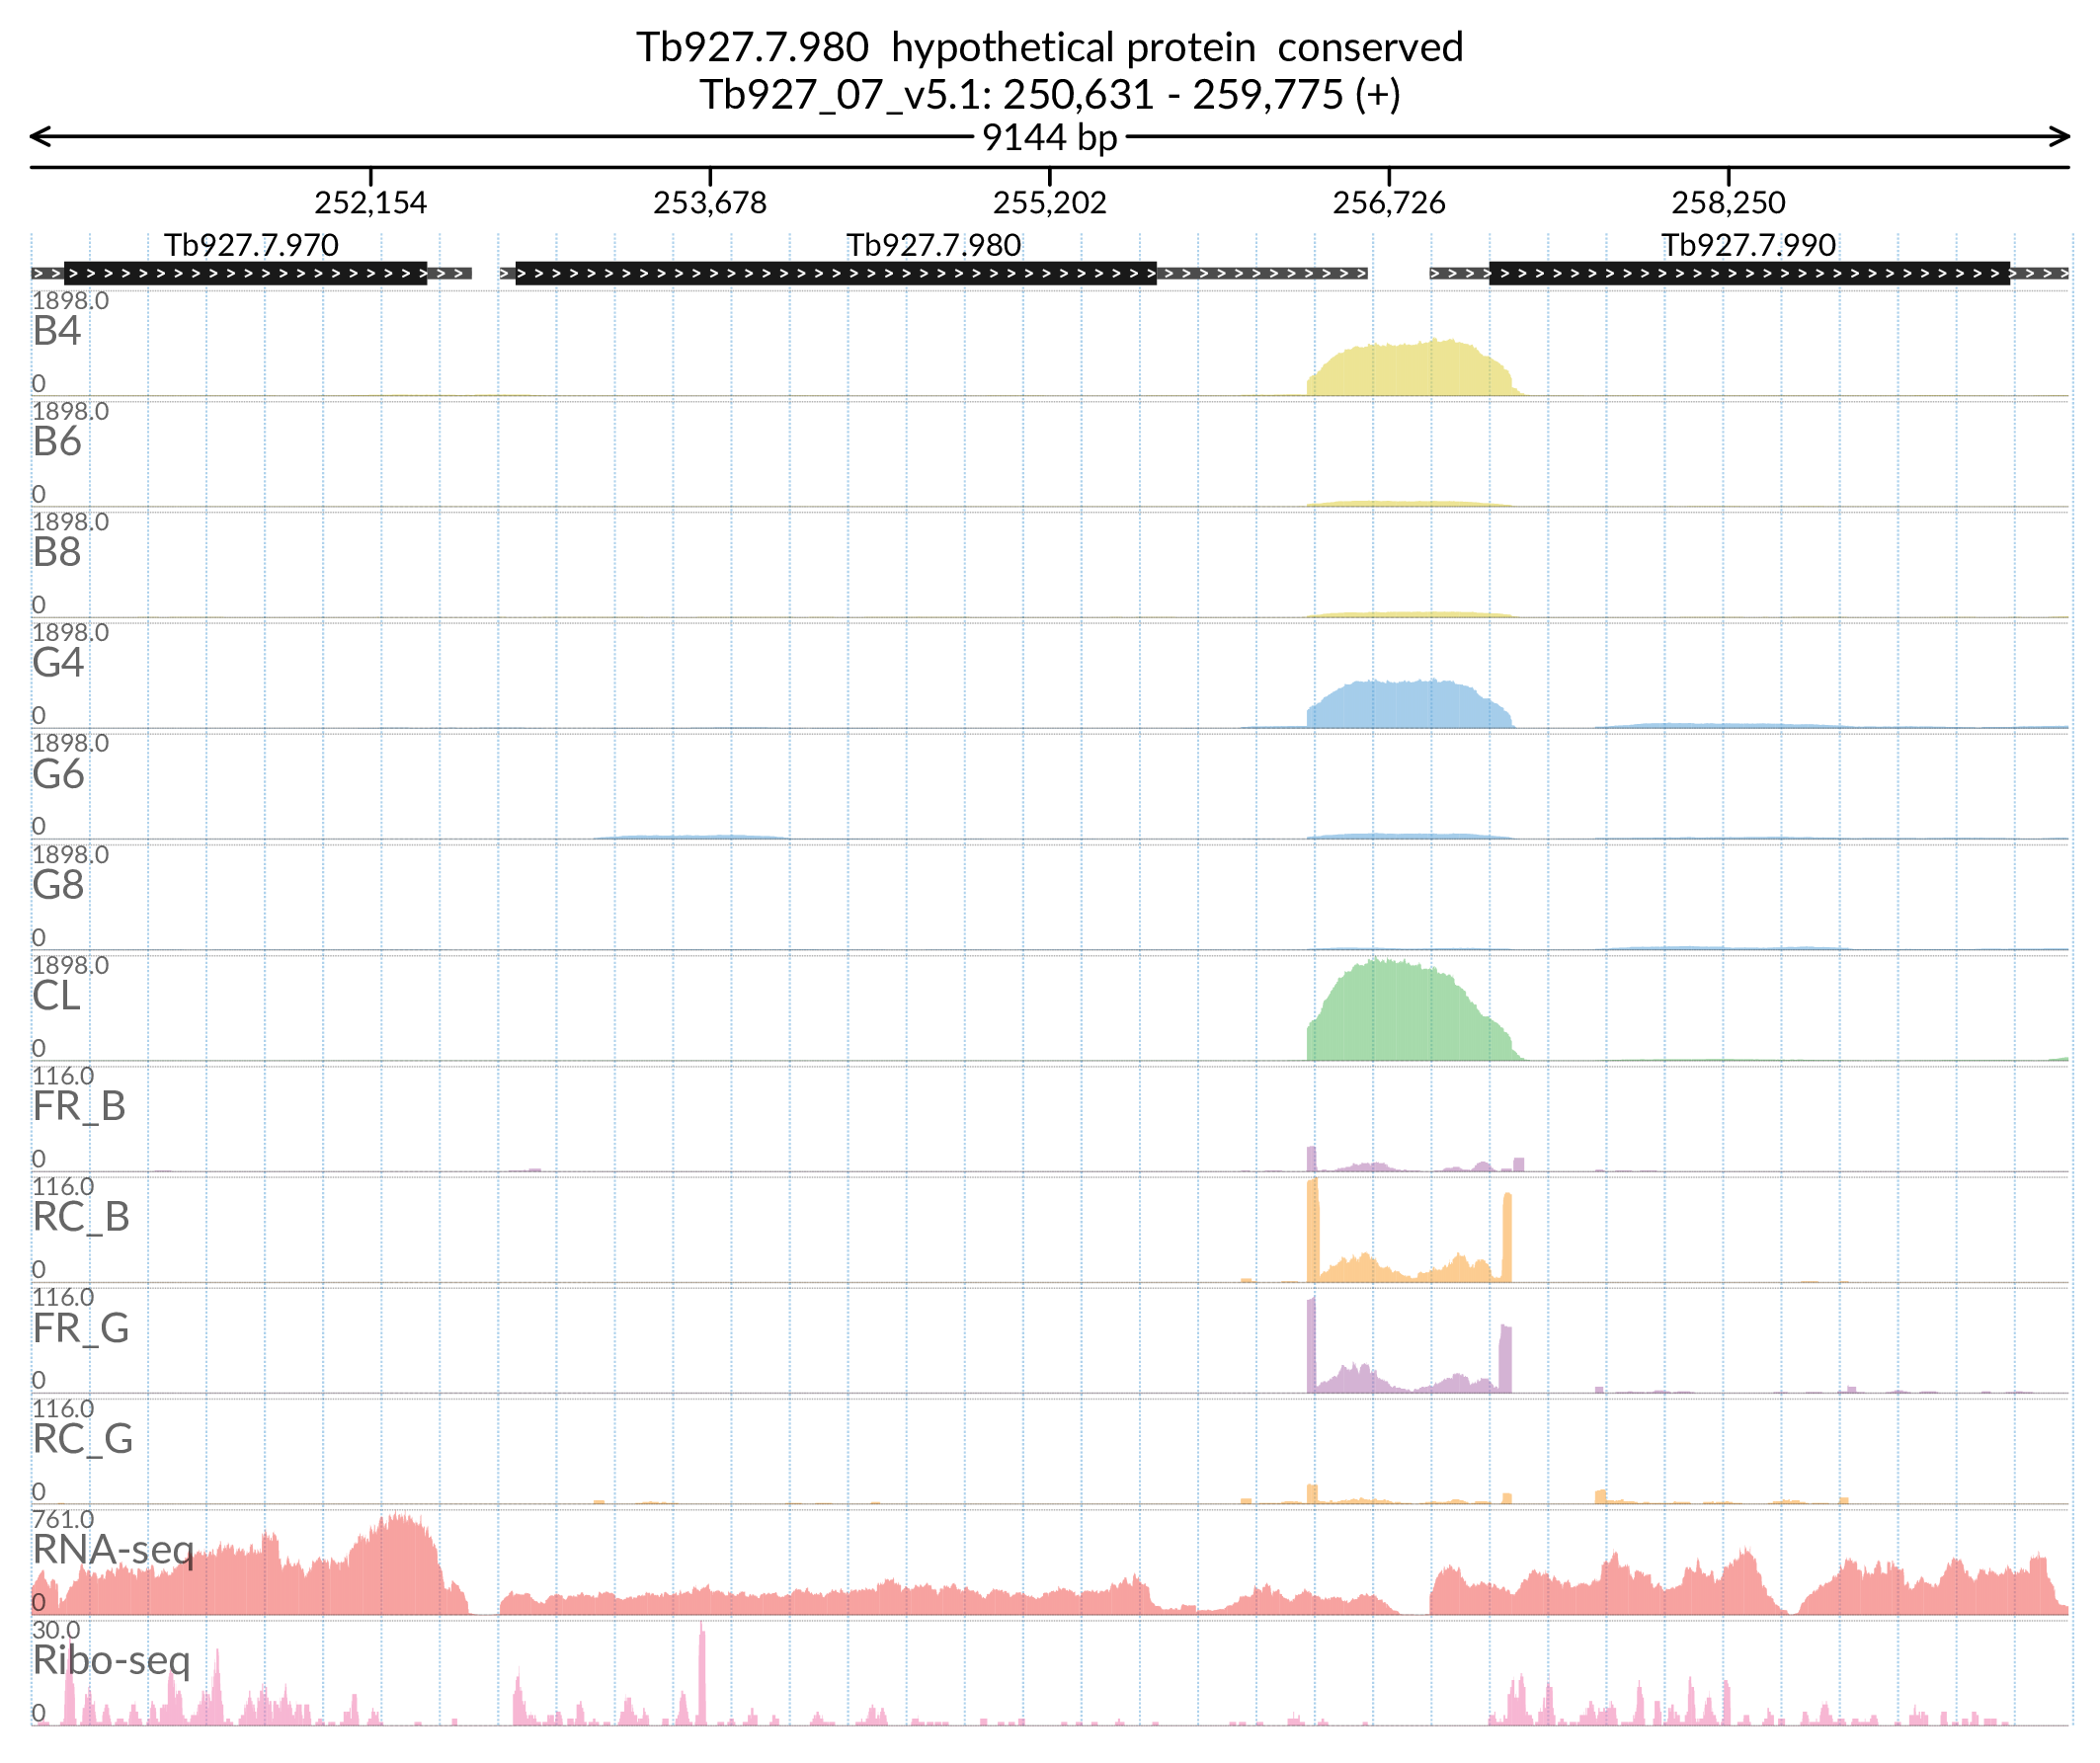 Tb927.7.980  hypothetical protein  conserved
Tb927_07_v5.1: 250,631 - 259,775 (+)
9144 bp
252,154 253,678 255,202 256,726 258,250
Tb927.7.970 Tb927.7.980 Tb927.7.990
1898.0
B4
0
1898.0
B6
0
1898.0
B8
0
1898.0
G4
0
1898.0
G6
0
1898.0
G8
0
1898.0
CL
0
116.0
FR_B
0
116.0
RC_B
0
116.0
FR_G
0
116.0
RC_G
0
761.0
RNA-seq
0
30.0
Ribo-seq
0